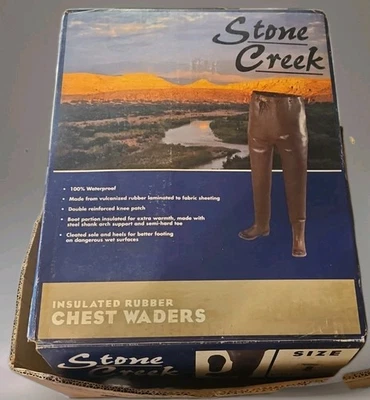 Stone
Creek
• 100% Waterproof
• Made from vulcanized rubber laminated to fabric sheeting
• Double reinforced knee patch
• Boot portion insulated for extra warmth, made with
steel shank arch support and semi-hard toe
• Cleated sole and heels for better footing
on dangerous wet surfaces
INSULATED RUBBER
CHEST WADERS
Stone
Creek
SIZE